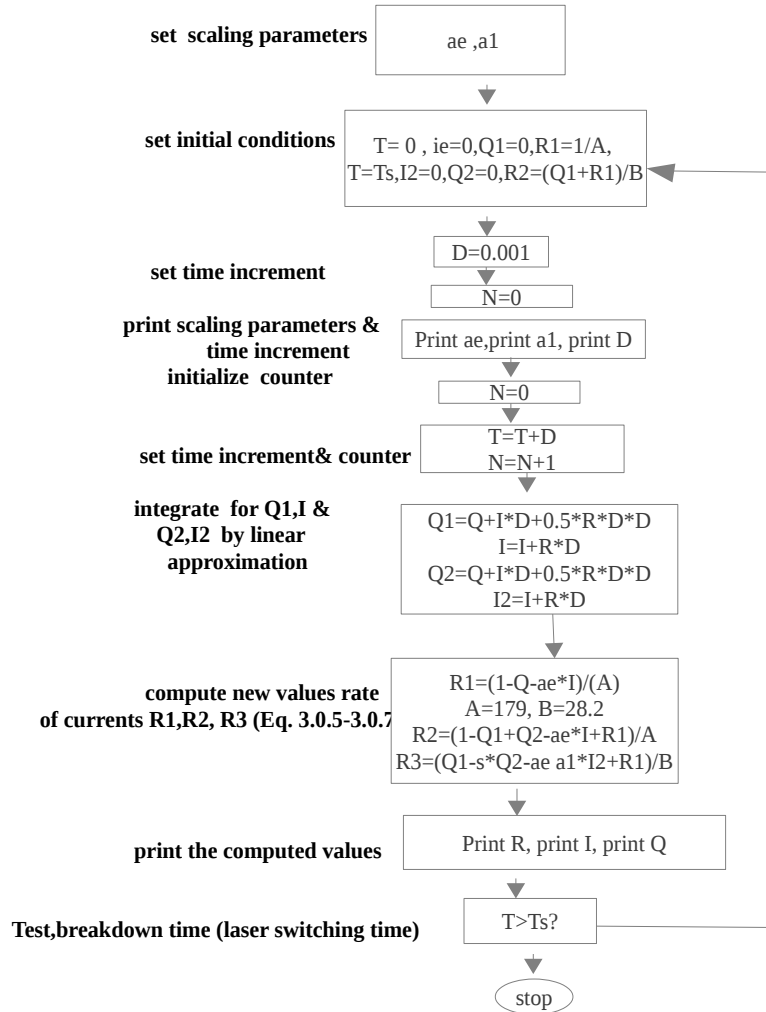 set scaling parameters
ae ,a1
set initial conditions
T= 0 , ie=0,Q1=0,R1=1/A,
T=Ts,I2=0,Q2=0,R2=(Q1+R1)/B
D=0.001
set time increment
N=0
print scaling parameters &
time increment
initialize counter
Print ae,print a1, print D
N=0
set time increment& counter
T=T+D
N=N+1
integrate for Q1,I &
Q2,I2 by linear
approximation
Q1=Q+I*D+0.5*R*D*D
I=I+R*D
Q2=Q+I*D+0.5*R*D*D
I2=I+R*D
compute new values rate
of currents R1,R2, R3 (Eq. 3.0.5-3.0.7
R1=(1-Q-ae*I)/(A)
A=179, B=28.2
R2=(1-Q1+Q2-ae*I+R1)/A
R3=(Q1-s*Q2-ae a1*I2+R1)/B
print the computed values
Print R, print I, print Q
Test,breakdown time (laser switching time)
T>Ts?
stop